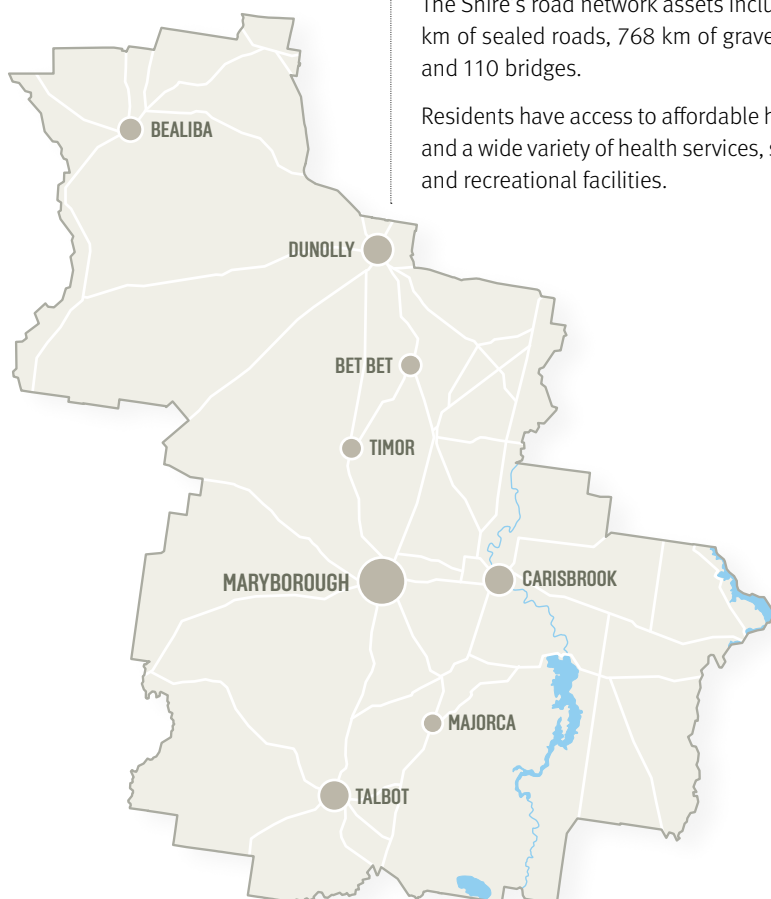 The Shire's road network assets
km of sealed roads, 768 km of
and 110 bridges.
Residents have access to affordable
and a wide variety of health services,
and recreational facilities.
BEALIBA
DUNOLLY
BET BET
TIMOR
MARYBOROUGH
CARISBROOK
MAJORCA
TALBOT